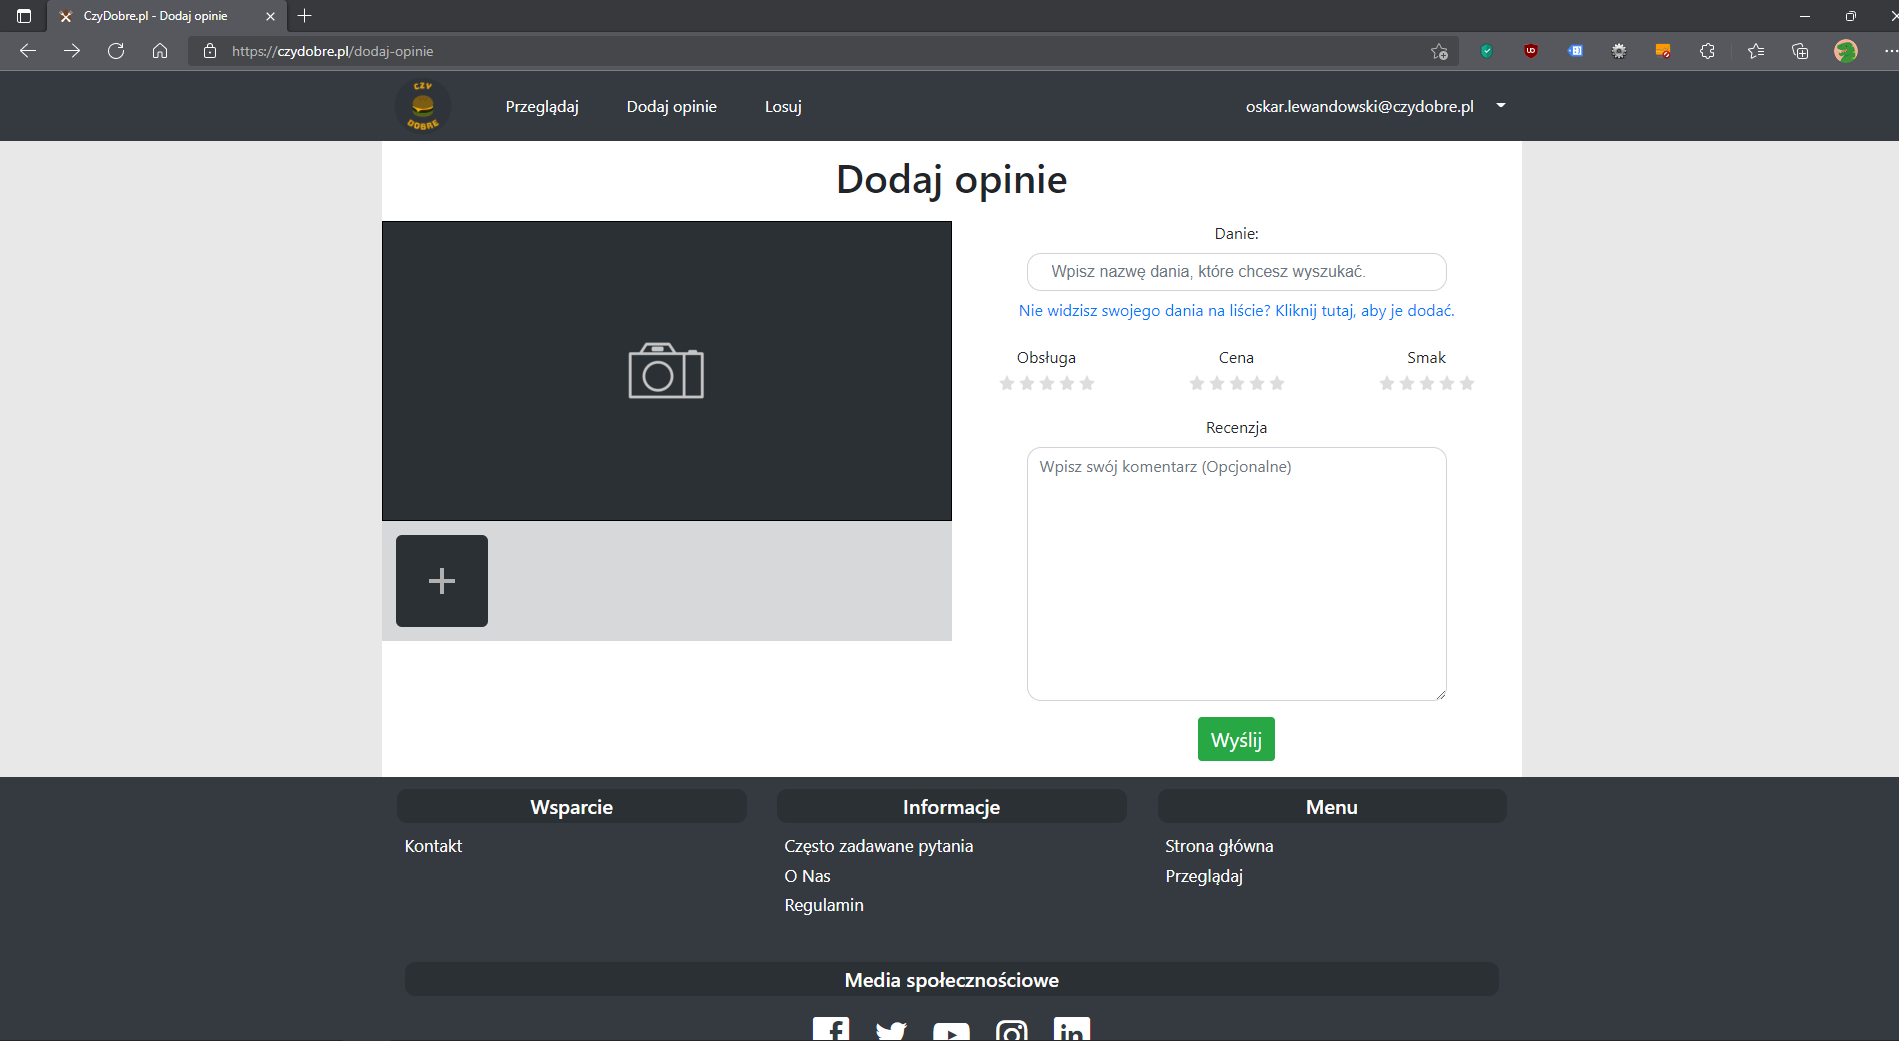 CzyDobre.pl - Dodaj opinie
https://czydobre.pl/dodaj-opinie
CZY
DOBRE
Przeglądaj
Dodaj opinie
Losuj
oskar.lewandowski@czydobre.pl
Dodaj opinie
Danie:
Wpisz nazwę dania, które chcesz wyszukać.
Nie widzisz swojego dania na liście? Kliknij tutaj, aby je dodać.
Obsługa
Cena
Smak
Recenzja
Wpisz swój komentarz (Opcjonalne)
Wyślij
Wsparcie
Kontakt
Informacje
Często zadawane pytania
O Nas
Regulamin
Menu
Strona główna
Przeglądaj
Media społecznościowe